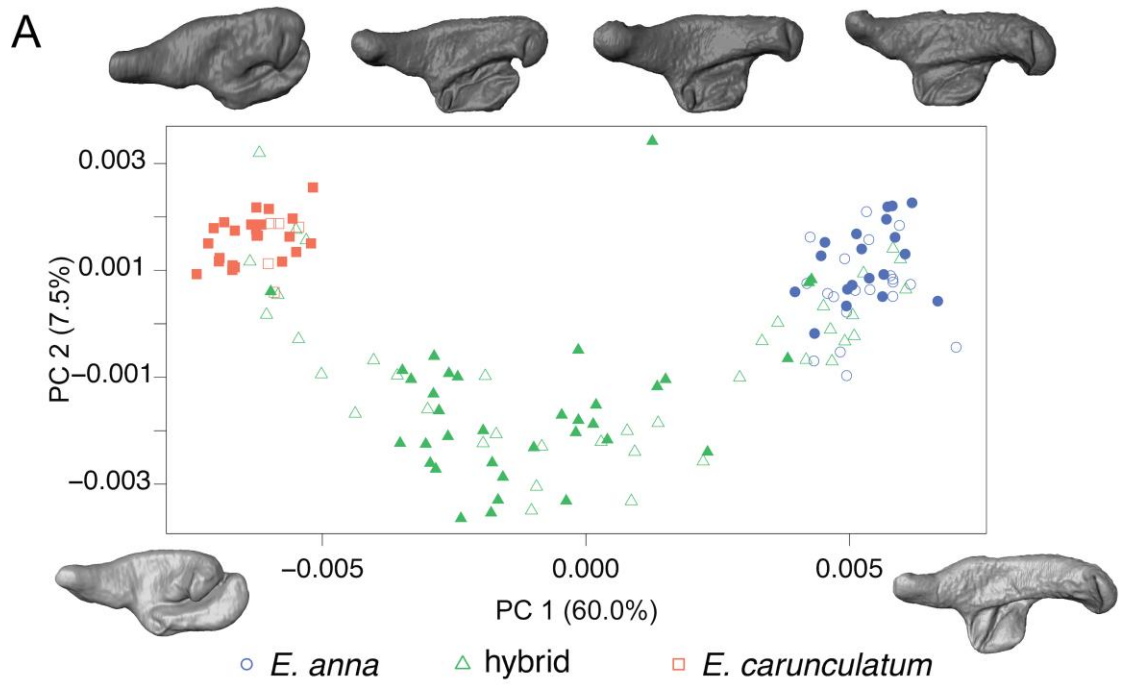 A
0.003
0.001
−0.001
−0.003
PC 2 (7.5%)
−0.005 0.000 0.005
PC 1 (60.0%)
E. anna hybrid E. carunculatum